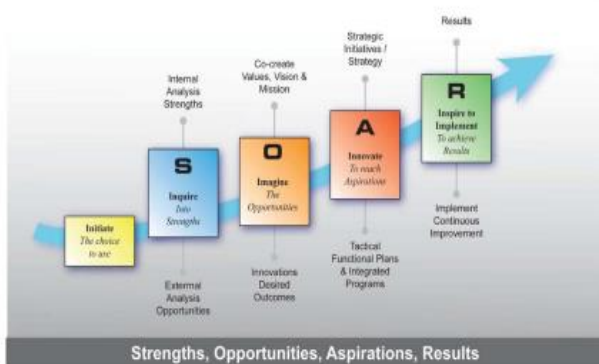 Results
Strategic
Initiatives /
Strategy
Co-create
Values, Vision &
Mission
Internal
Analysis
Strengths
Initiate
The choice
to use
S
Inquire
Into
Strengths
O
Imagine
The
Opportunities
A
Innovate
To reach
Aspirations
R
Inspire to
Implement
To achieve
Results
External
Analysis
Opportunities
Innovations
Desired
Outcomes
Tactical
Functional Plans
& Integrated
Programs
Implement
Continuous
Improvement
Strengths, Opportunities, Aspirations, Results